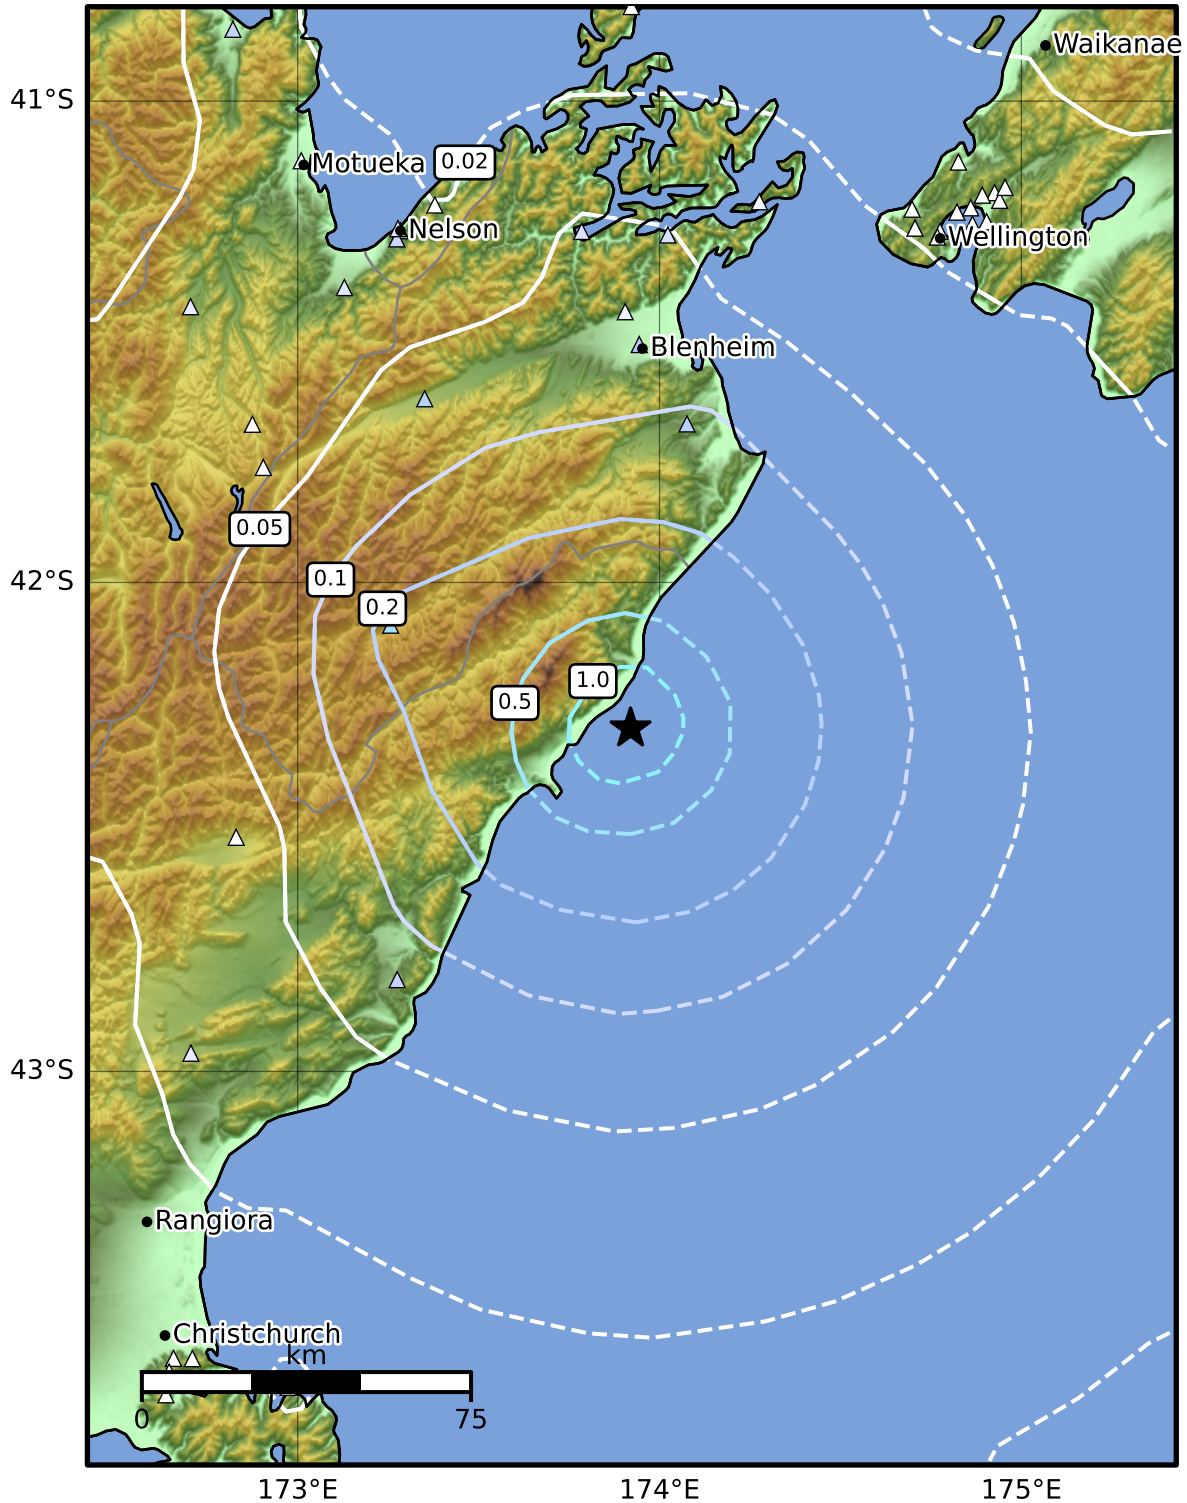 Waikanae
41°S
Motueka
0.02
Nelson
Wellington
Blenheim
0.05
42°S
0.1
0.2
1.0
0.5
43°S
Rangiora
Christchurch
km
0
75
173°E
174°E
175°E